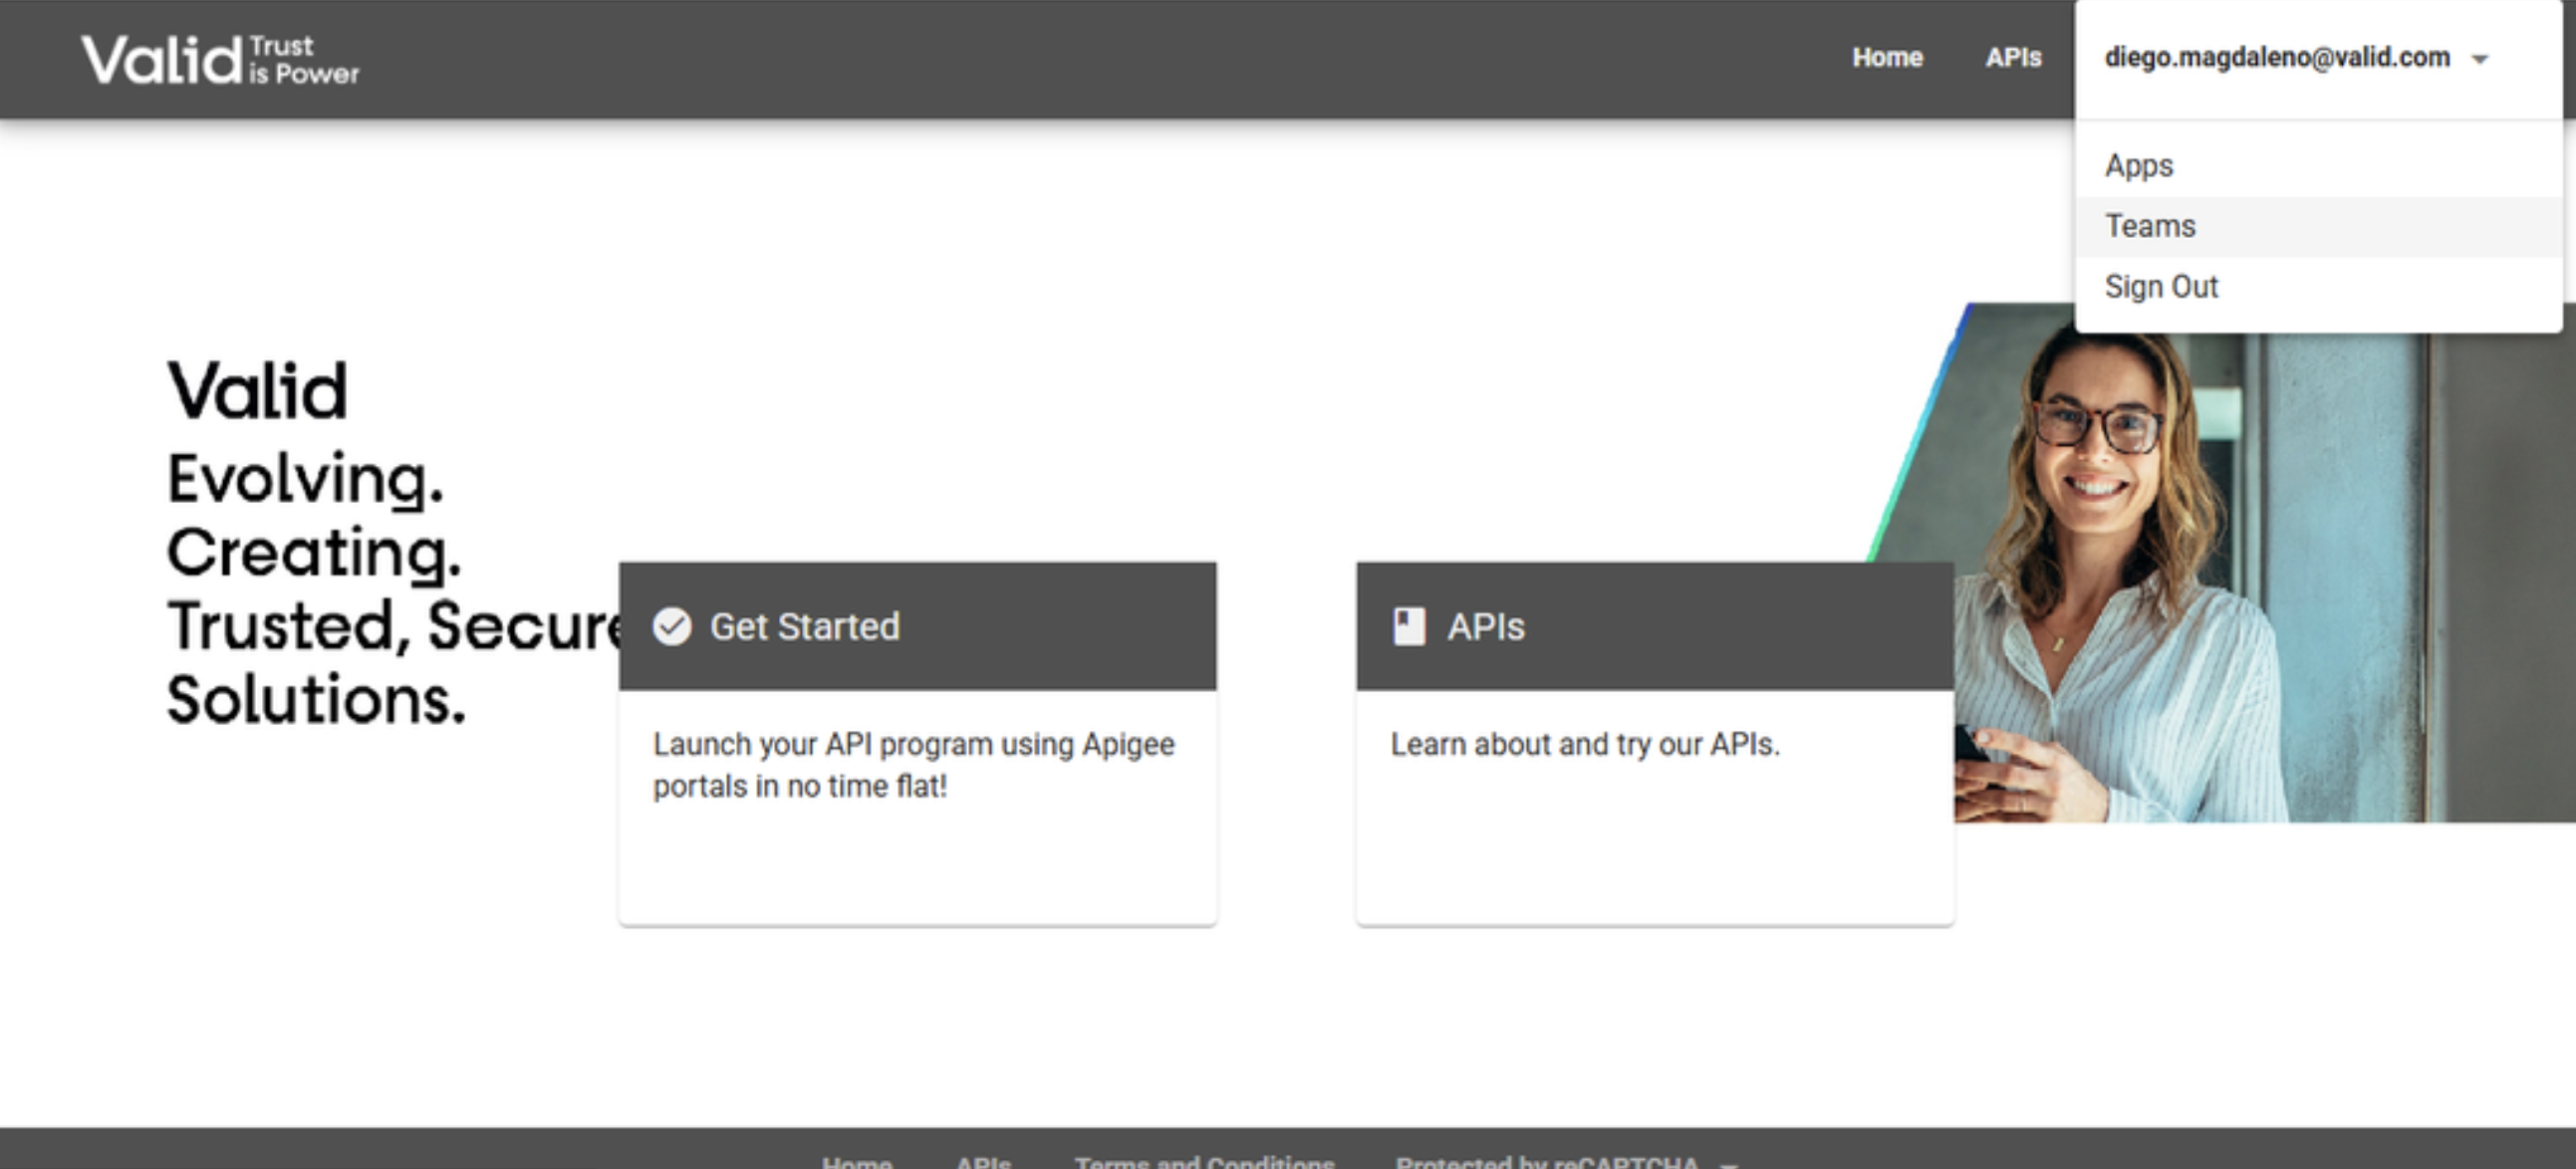 Valid Trust
is Power
Home
APIs
diego.magdaleno@valid.com
Apps
Teams
Sign Out
Valid
Evolving.
Creating.
Trusted, Secure
Solutions.
Get Started
Launch your API program using Apigee
portals in no time flat!
APIs
Learn about and try our APIs.
Home
APIs
Terms and Conditions
Protected by reCAPTCHA